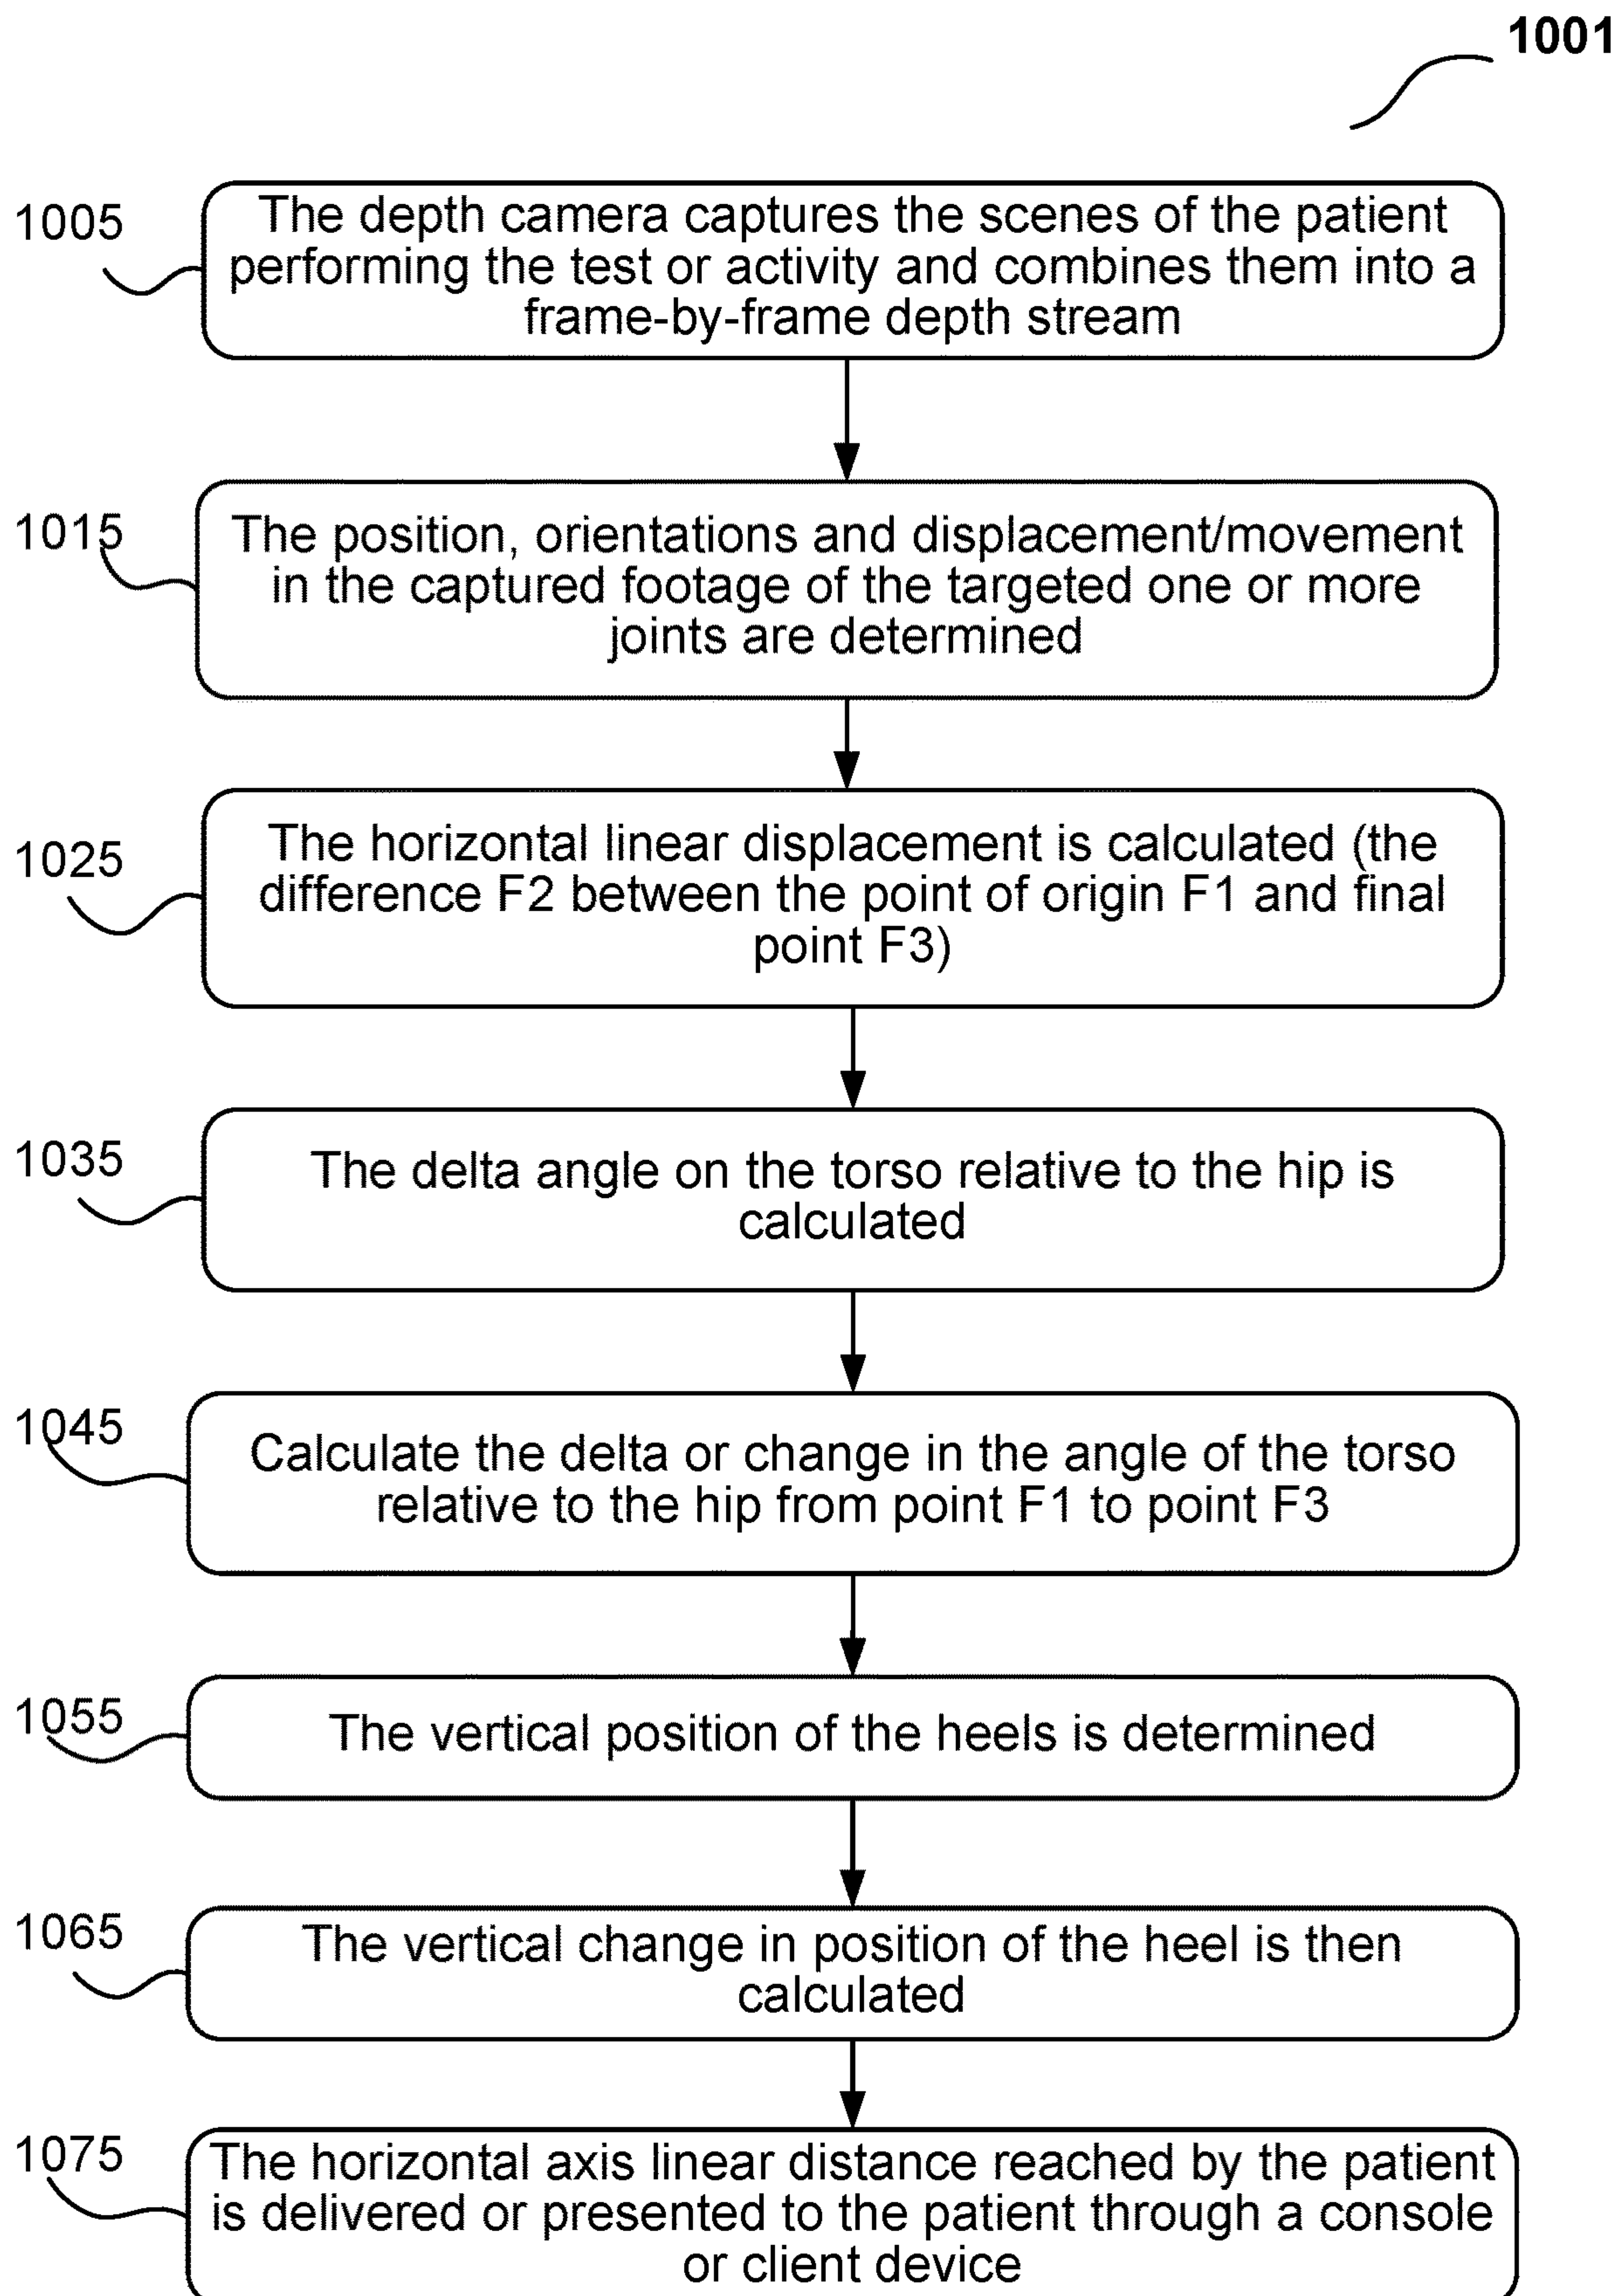 1001
1005
The depth camera captures the scenes of the patient
performing the test or activity and combines them into a
frame-by-frame depth stream
1015
The position, orientations and displacement/movement
in the captured footage of the targeted one or more
joints are determined
1025
The horizontal linear displacement is calculated (the
difference F2 between the point of origin F1 and final
point F3)
1035
The delta angle on the torso relative to the hip is
calculated
1045
Calculate the delta or change in the angle of the torso
relative to the hip from point F1 to point F3
1055
The vertical position of the heels is determined
1065
The vertical change in position of the heel is then
calculated
1075
The horizontal axis linear distance reached by the patient
is delivered or presented to the patient through a console
or client device